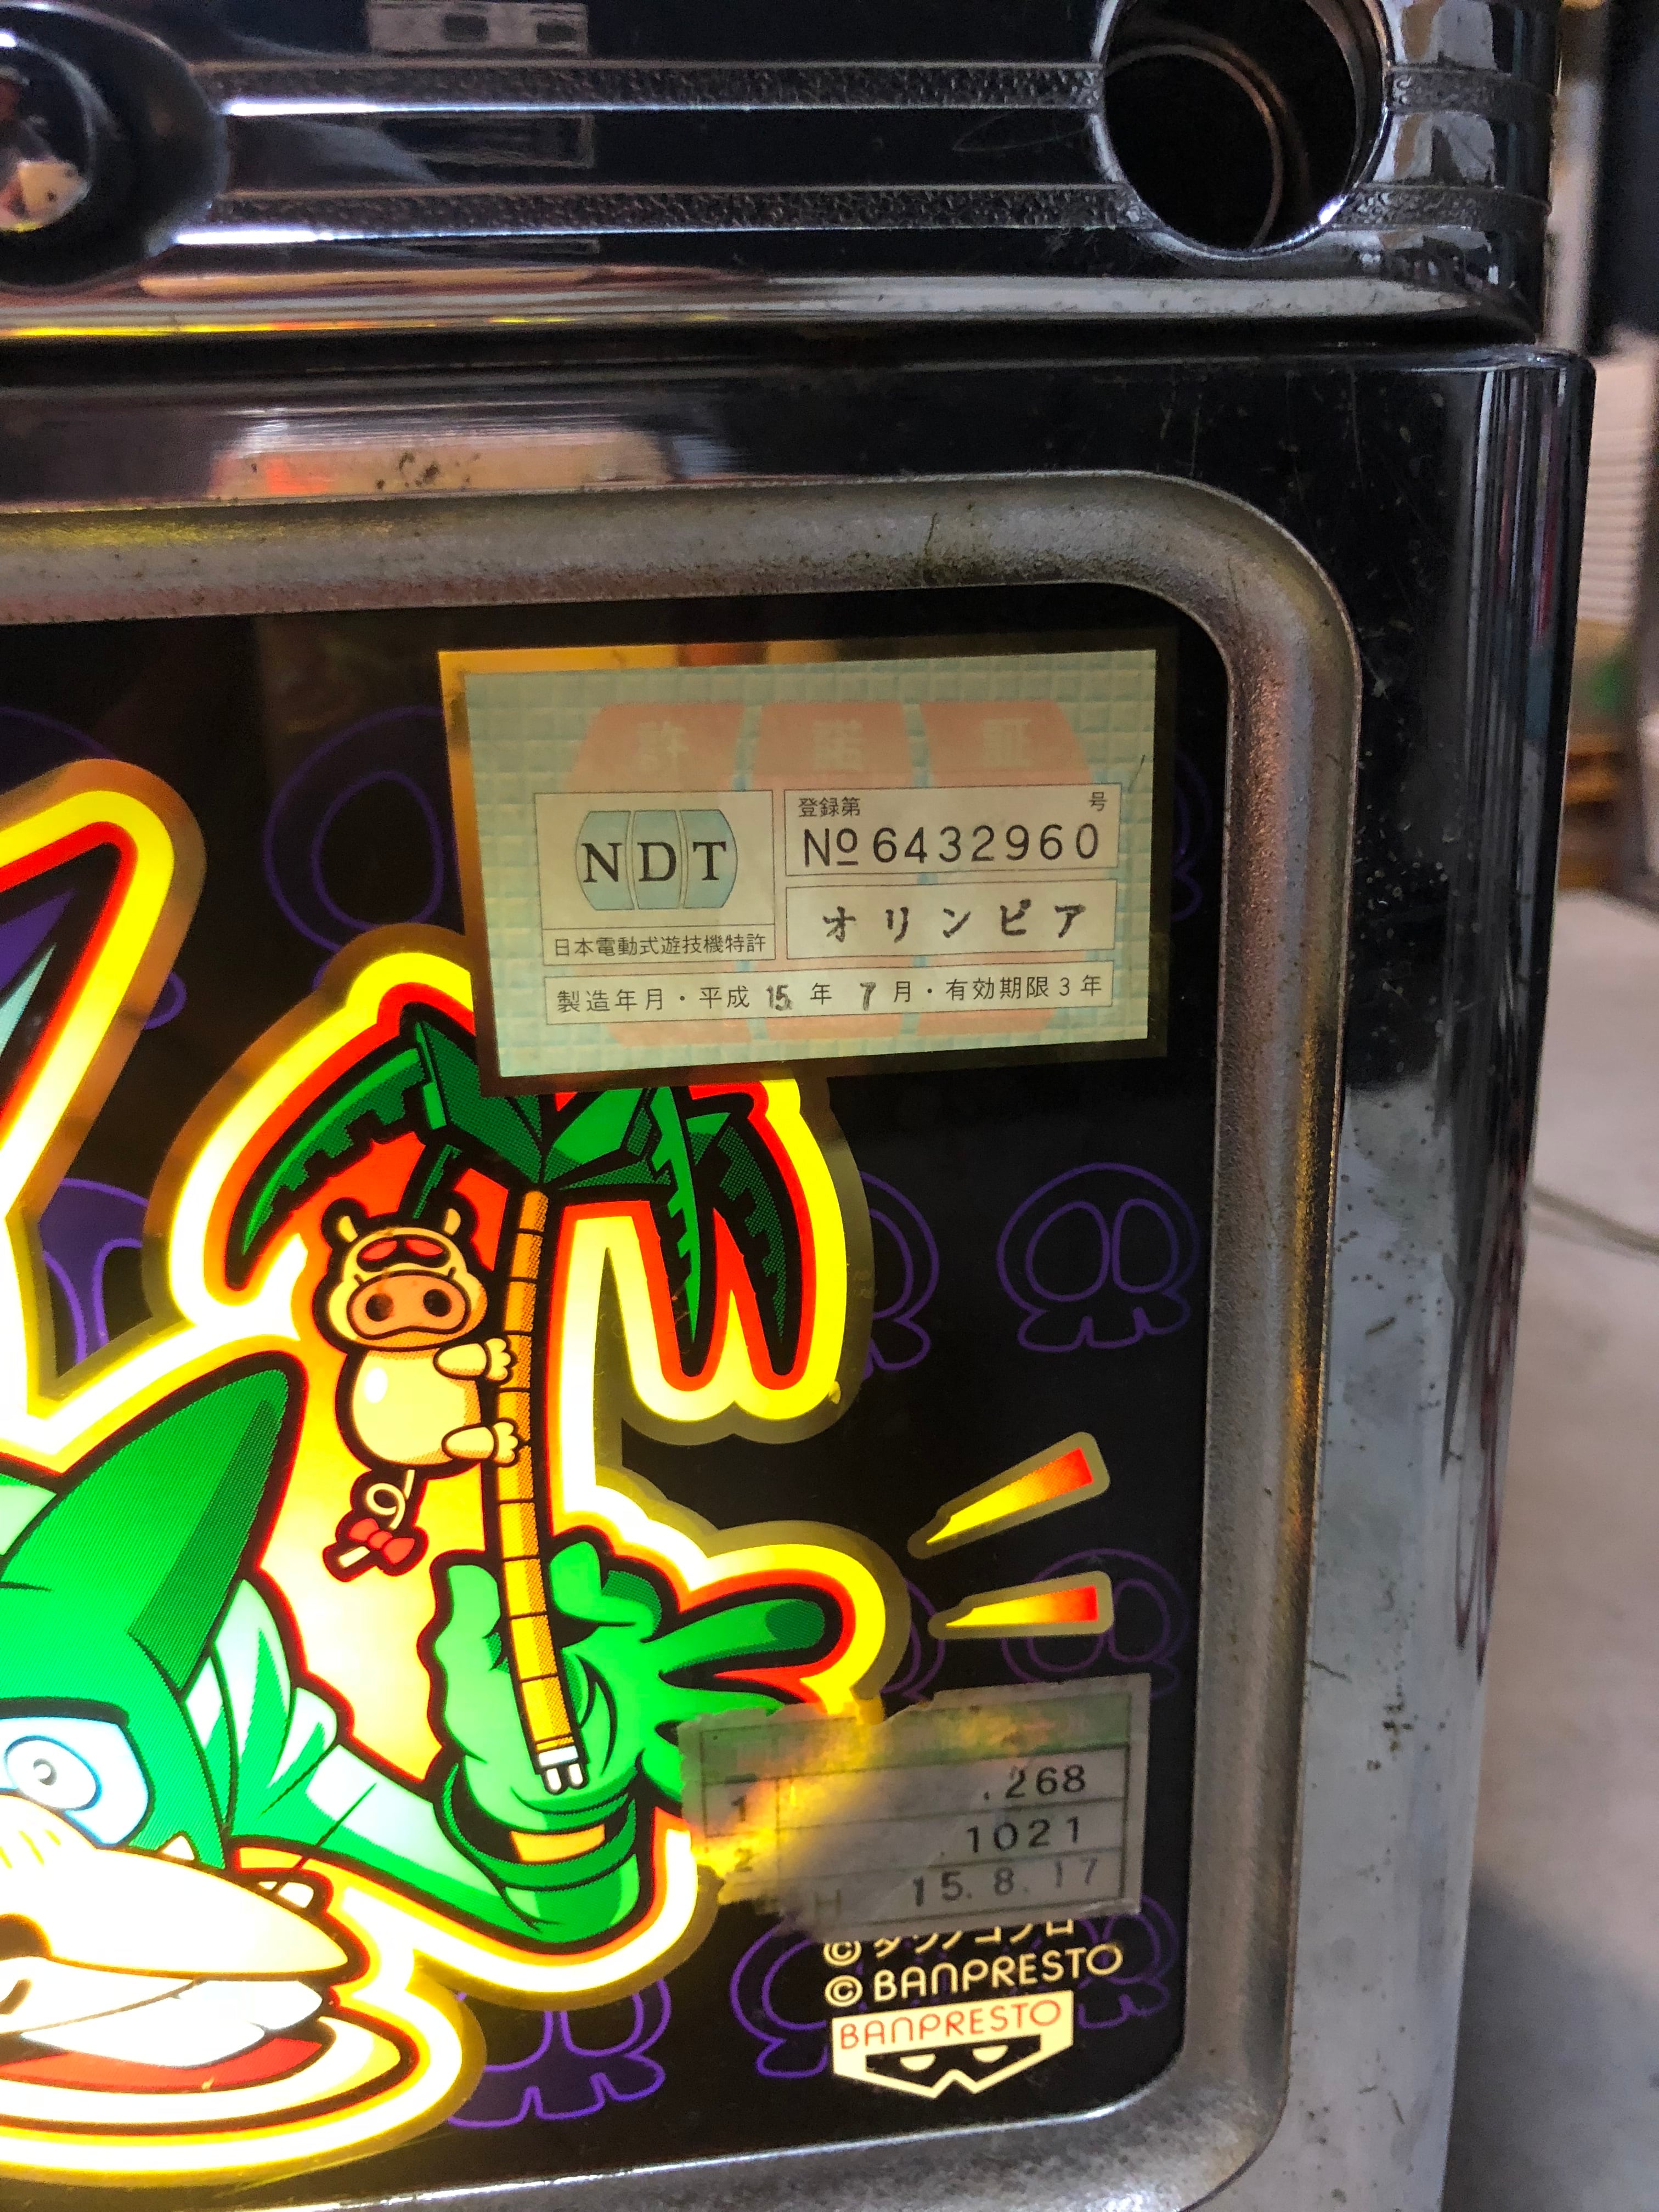 許諾証
登録第 号
№6432960
NDT
オリンピア
日本電動式遊技機特許
製造年月・平成 15 年 7 月・有効期限3年
.268
1
1021
2
H 15.8.17
©
© BANPRESTO
BANPRESTO